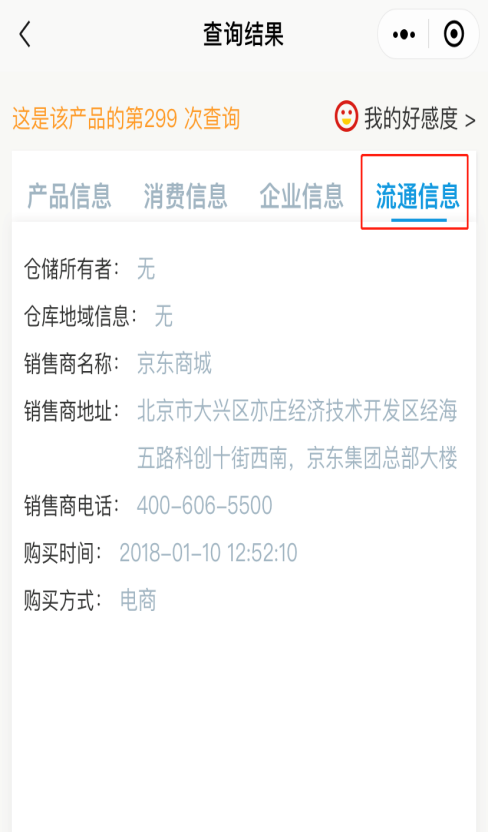 查询结果
这是该产品的第299 次查询
我的好感度 >
产品信息 消费信息 企业信息 流通信息
仓储所有者: 无
仓库地域信息: 无
销售商名称: 京东商城
销售商地址: 北京市大兴区亦庄经济技术开发区经海
五路科创十街西南，京东集团总部大楼
销售商电话: 400-606-5500
购买时间: 2018-01-10 12:52:10
购买方式: 电商